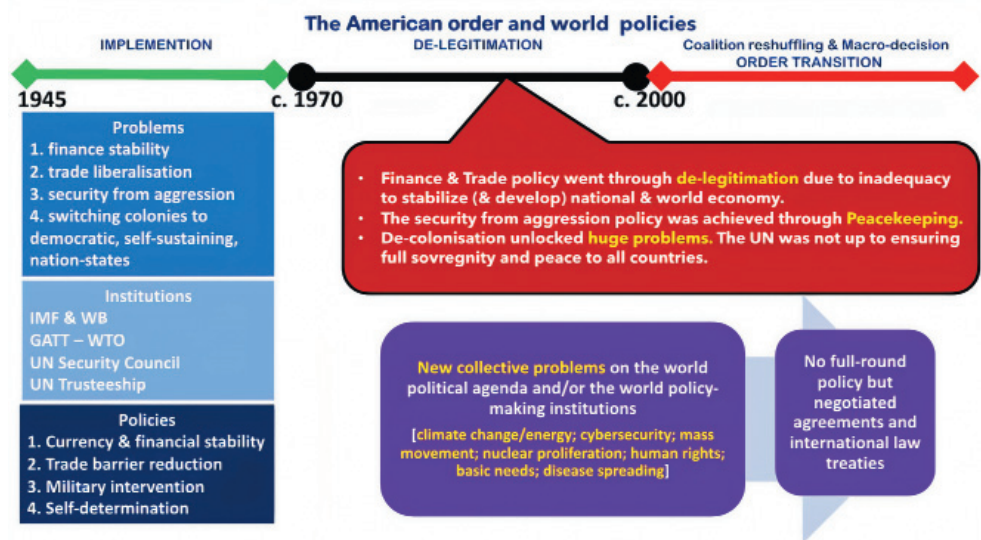 The American order and world policies
IMPLEMENTION
DE-LEGITIMATION
Coalition reshuffling & Macro-decision
ORDER TRANSITION
1945
c. 1970
c. 2000
Problems
1. finance stability
2. trade liberalisation
3. security from aggression
4. switching colonies to
democratic, self-sustaining,
nation-states
Institutions
IMF & WB
GATT – WTO
UN Security Council
UN Trusteeship
Policies
1. Currency & financial stability
2. Trade barrier reduction
3. Military intervention
4. Self-determination
• Finance & Trade policy went through de-legitimation due to inadequacy
to stabilize (& develop) national & world economy.
• The security from aggression policy was achieved through Peacekeeping.
• De-colonisation unlocked huge problems. The UN was not up to ensuring
full sovregnity and peace to all countries.
New collective problems on the world
political agenda and/or the world policy-
making institutions
[climate change/energy; cybersecurity; mass
movement; nuclear proliferation; human rights;
basic needs; disease spreading]
No full-round
policy but
negotiated
agreements and
international law
treaties